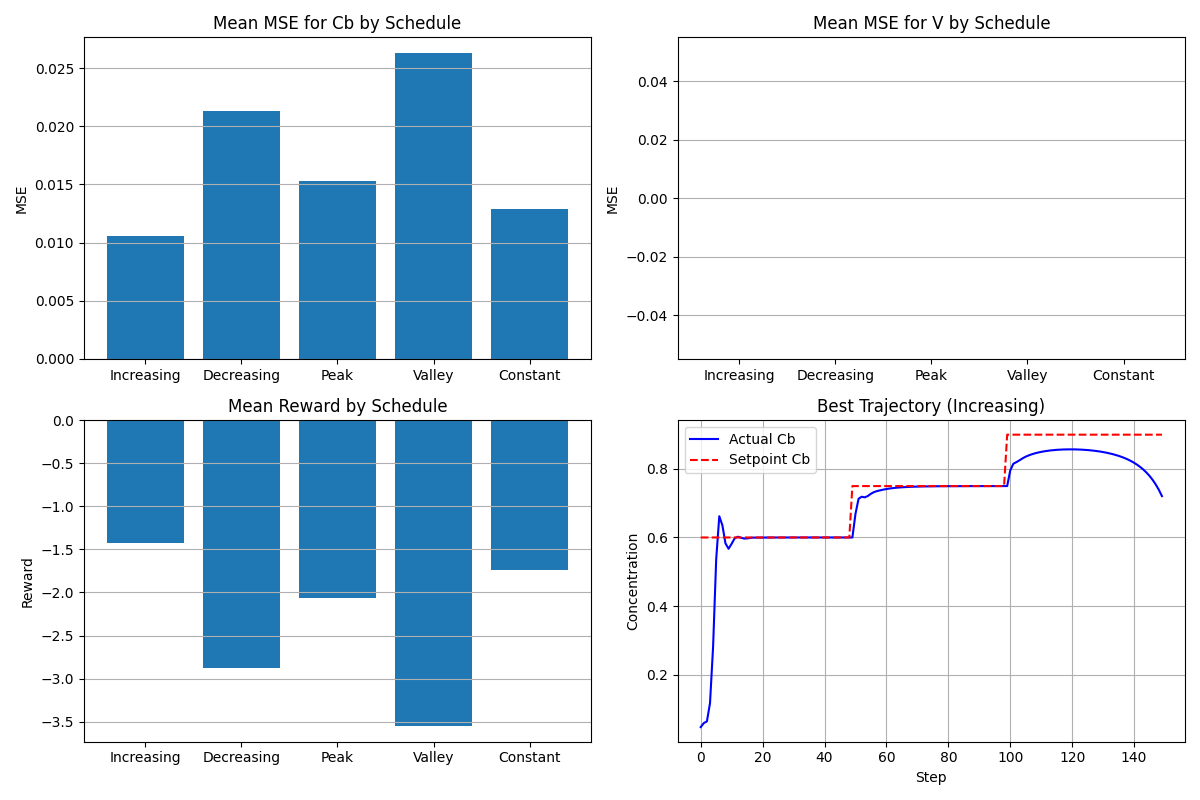 Mean MSE for Cb by Schedule
MSE
0.025
0.020
0.015
0.010
0.005
0.000
Increasing Decreasing Peak Valley Constant
Mean MSE for V by Schedule
MSE
0.04
0.02
0.00
−0.02
−0.04
Increasing Decreasing Peak Valley Constant
Mean Reward by Schedule
Reward
0.0
−0.5
−1.0
−1.5
−2.0
−2.5
−3.0
−3.5
Increasing Decreasing Peak Valley Constant
Best Trajectory (Increasing)
Actual Cb
Setpoint Cb
Concentration
0.8
0.6
0.4
0.2
0 20 40 60 80 100 120 140
Step